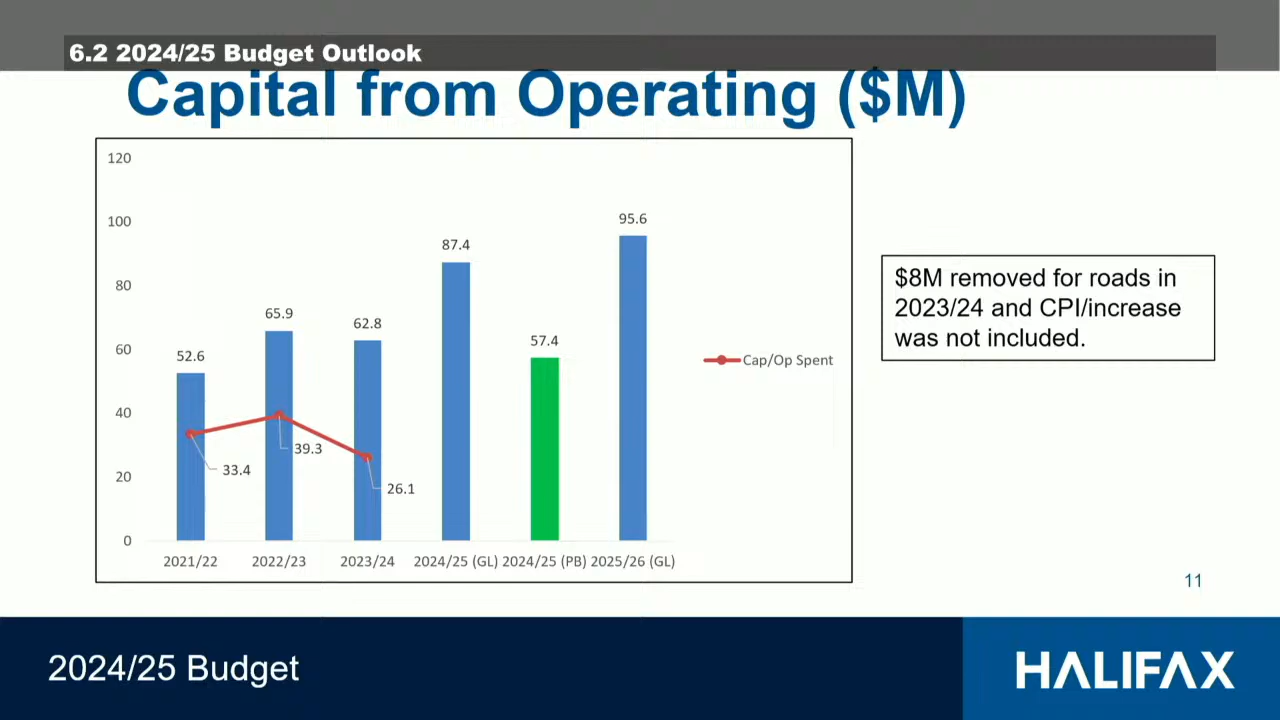 6.2 2024/25 Budget Outlook
Capital from Operating ($M)
120
100
80
60
40
20
0
52.6
65.9
62.8
87.4
57.4
95.6
33.4
39.3
26.1
2021/22
2022/23
2023/24
2024/25 (GL)
2024/25 (PB)
2025/26 (GL)
Cap/Op Spent
$8M removed for roads in
2023/24 and CPI/increase
was not included.
11
2024/25 Budget
HALIFAX